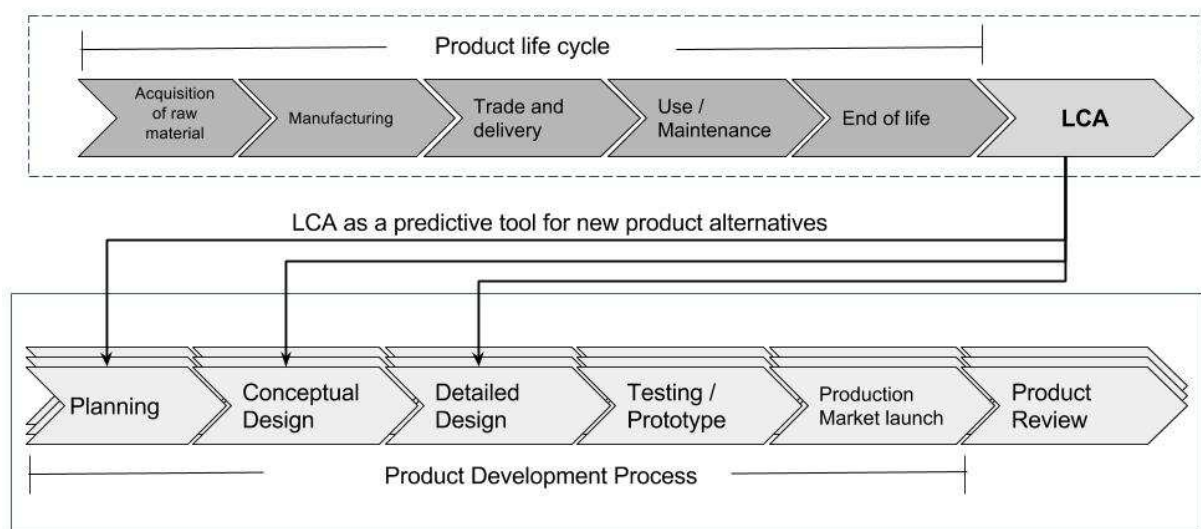 Product life cycle
Acquisition
of raw
material
Manufacturing
Trade and
delivery
Use /
Maintenance
End of life
LCA
LCA as a predictive tool for new product alternatives
Planning
Conceptual
Design
Detailed
Design
Testing /
Prototype
Production
Market launch
Product
Review
Product Development Process